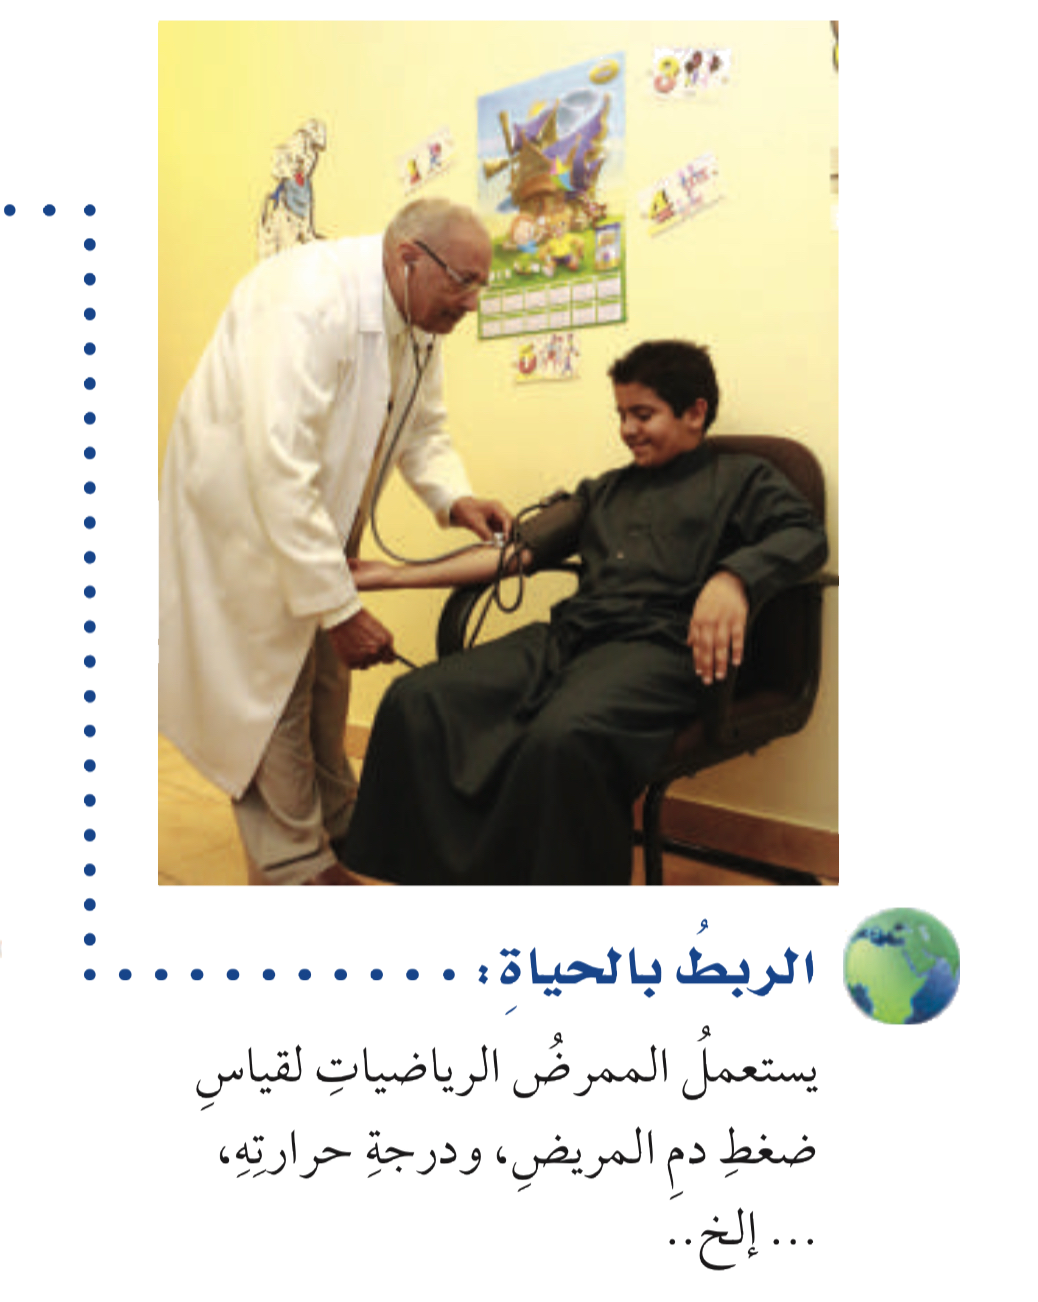 الربطُ بالحياةِ:
يستعملُ الممرضُ الرياضياتِ لقياسِ
ضغطِ دمِ المريضِ، ودرجةِ حرارتِهِ،
... إلخ..